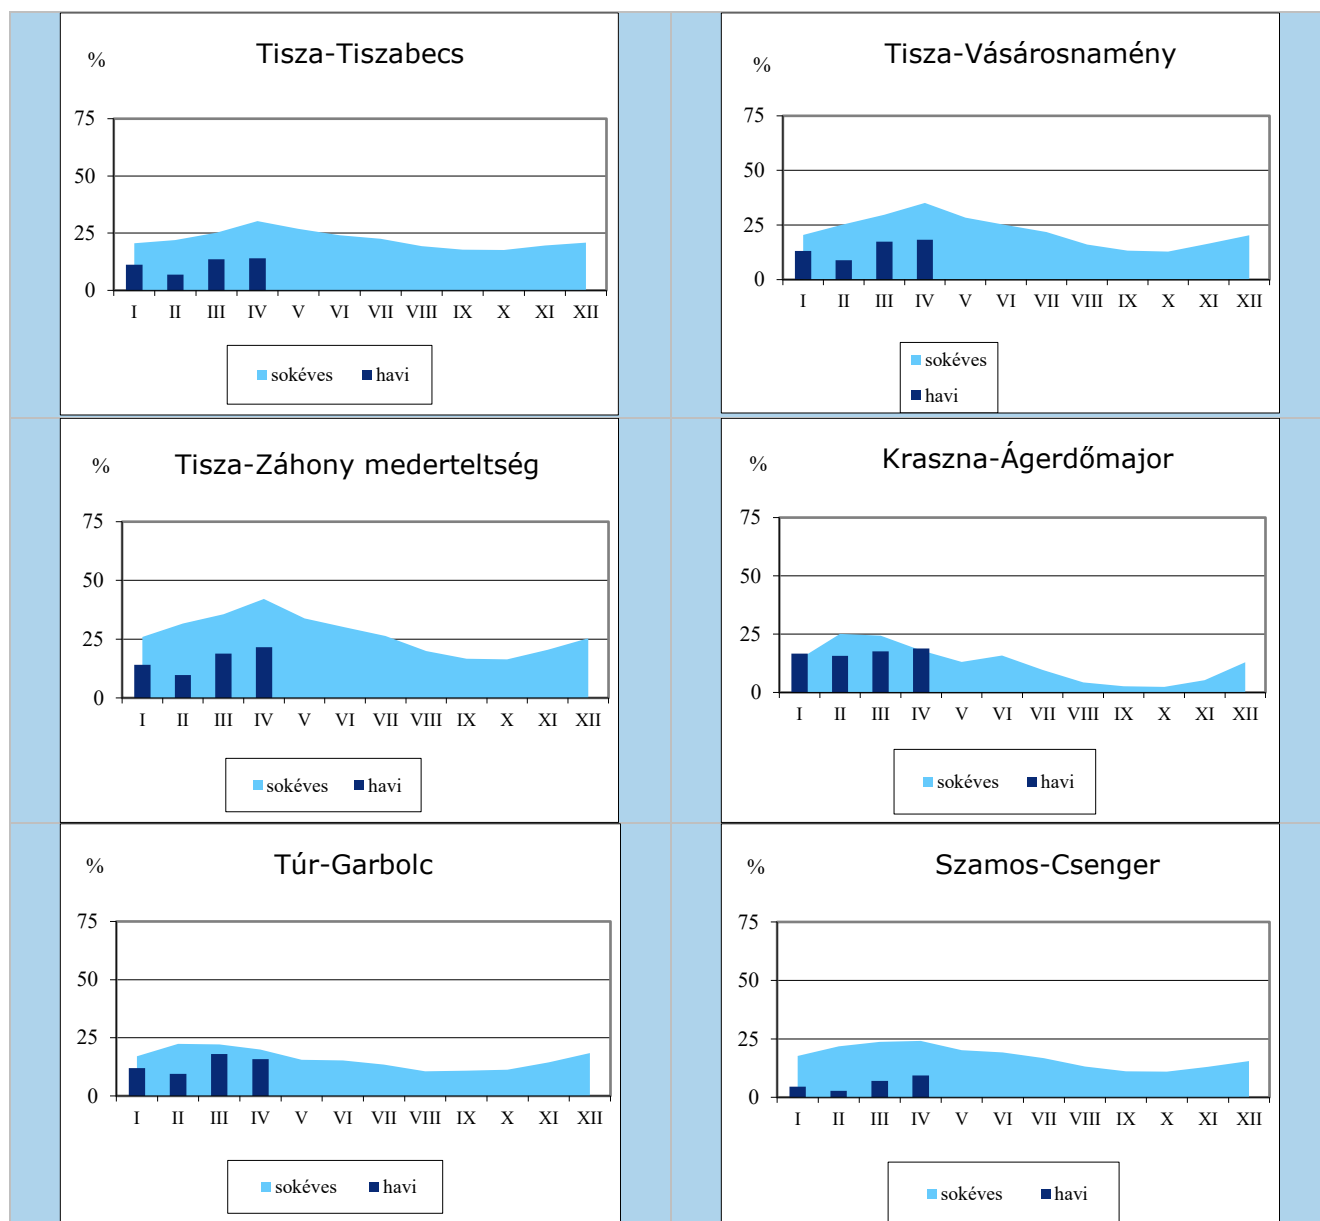 Tisza-Tiszabecs
%
75
50
25
0
I II III IV V VI VII VIII IX X XI XII
sokéves havi
Tisza-Vásárosnamény
%
75
50
25
0
I II III IV V VI VII VIII IX X XI XII
sokéves
havi
Tisza-Záhony mederteltség
%
75
50
25
0
I II III IV V VI VII VIII IX X XI XII
sokéves havi
Kraszna-Ágerdőmajor
%
75
50
25
0
I II III IV V VI VII VIII IX X XI XII
sokéves havi
Túr-Garbolc
%
75
50
25
0
I II III IV V VI VII VIII IX X XI XII
sokéves havi
Szamos-Csenger
%
75
50
25
0
I II III IV V VI VII VIII IX X XI XII
sokéves havi